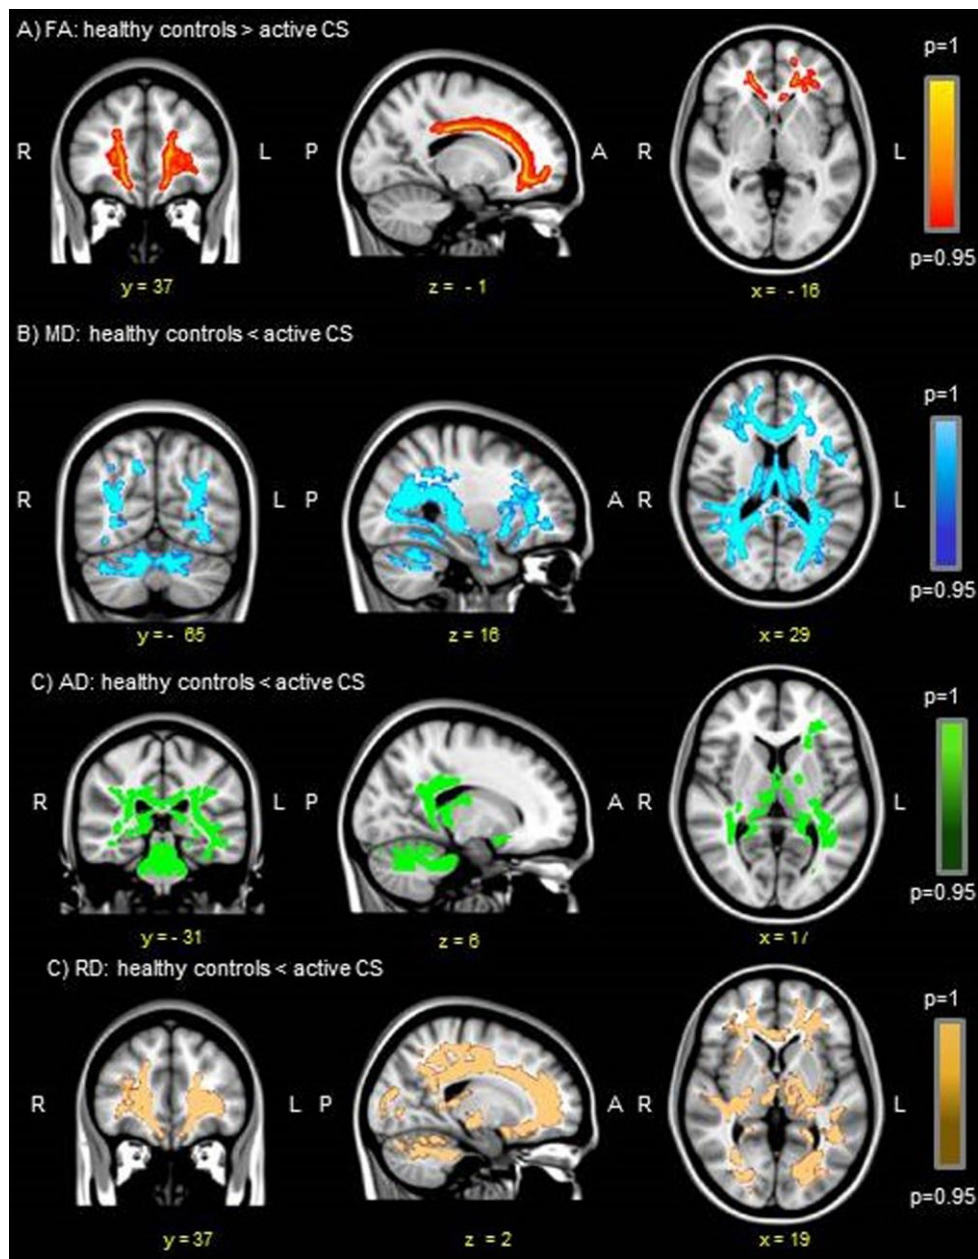 A) FA: healthy controls > active CS
p=1
R L P A R L
p=0.95
y = 37 z = - 1 x = - 16
B) MD: healthy controls < active CS
p=1
R L P A R L
p=0.95
y = - 65 z = 16 x = 29
C) AD: healthy controls < active CS
p=1
R L P A R L
p=0.95
y = - 31 z = 6 x = 17
C) RD: healthy controls < active CS
p=1
R L P A R L
p=0.95
y = 37 z = 2 x = 19